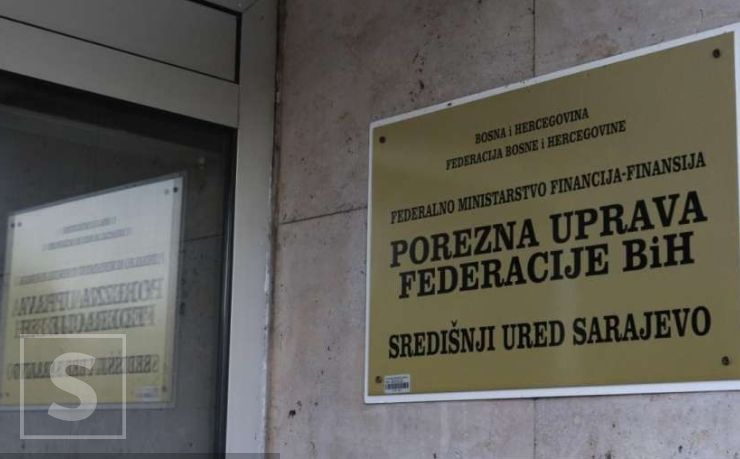 BOSNA i HERCEGOVINA
FEDERACIJA BOSNE i HERCEGOVINE
FEDERALNO MINISTARSTVO FINANCIJA-FINANSIJA
POREZNA UPRAVA
FEDERACIJE BiH
SREDIŠNJI URED SARAJEVO
S